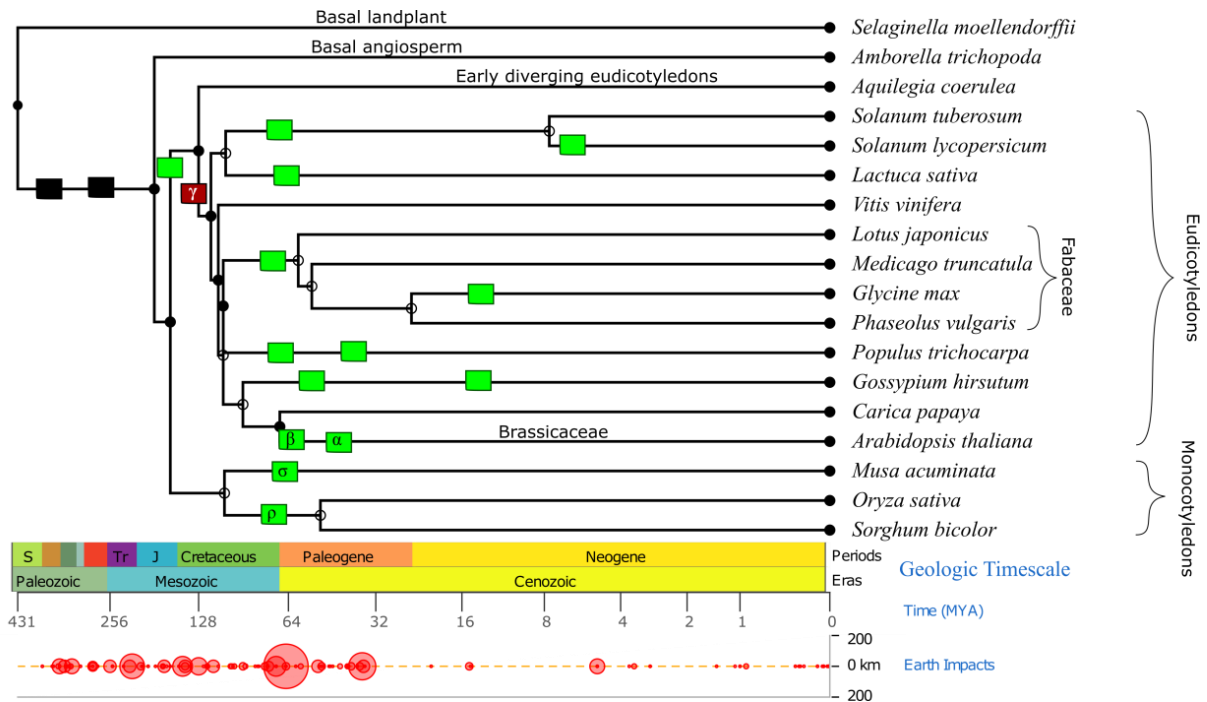 Basal landplant
Selaginella moellendorffii
Basal angiosperm
Amborella trichopoda
Early diverging eudicotyledons
Aquilegia coerulea
Solanum tuberosum
Solanum lycopersicum
Lactuca sativa
γ
Vitis vinifera
Lotus japonicus
Medicago truncatula
Glycine max
Phaseolus vulgaris
Fabaceae
Populus trichocarpa
Gossypium hirsutum
Carica papaya
Brassicaceae
β α
Arabidopsis thaliana
Eudicotyledons
σ
Musa acuminata
ρ
Oryza sativa
Sorghum bicolor
Monocotyledons
S Tr J Cretaceous Paleogene Neogene Periods
Paleozoic Mesozoic Cenozoic Eras
Geologic Timescale
431 256 128 64 32 16 8 4 2 1 0
Time (MYA)
200
0 km
200
Earth Impacts